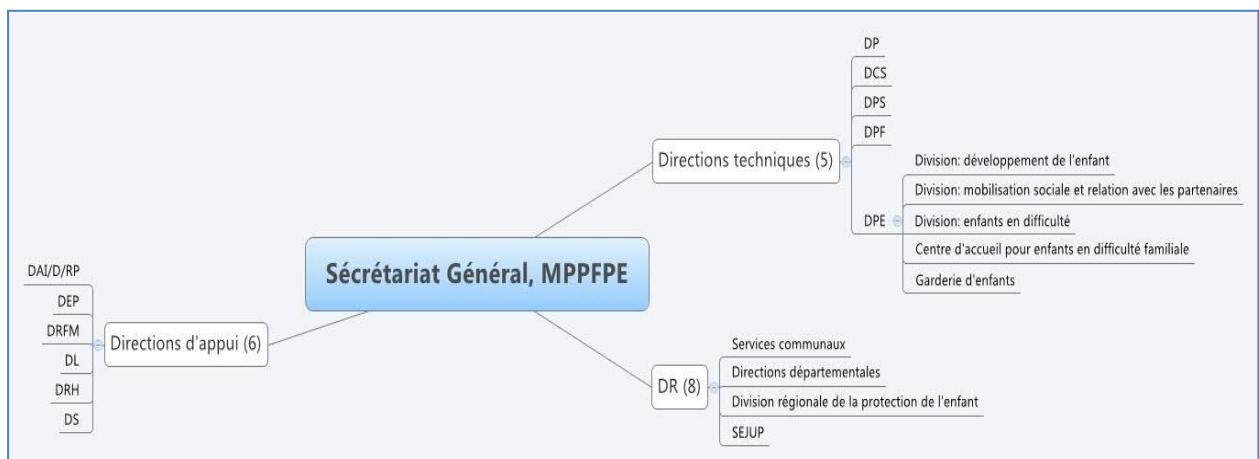 DP
DCS
DPS
DPF
Directions techniques (5)
Division: développement de l'enfant
Division: mobilisation sociale et relation avec les partenaires
DPE
Division: enfants en difficulté
Centre d'accueil pour enfants en difficulté familiale
Garderie d'enfants
Sécrétariat Général, MPPFPE
DAI/D/RP
DEP
DRFM
DL
DRH
DS
Directions d'appui (6)
DR (8)
Services communaux
Directions départementales
Division régionale de la protection de l'enfant
SEJUP